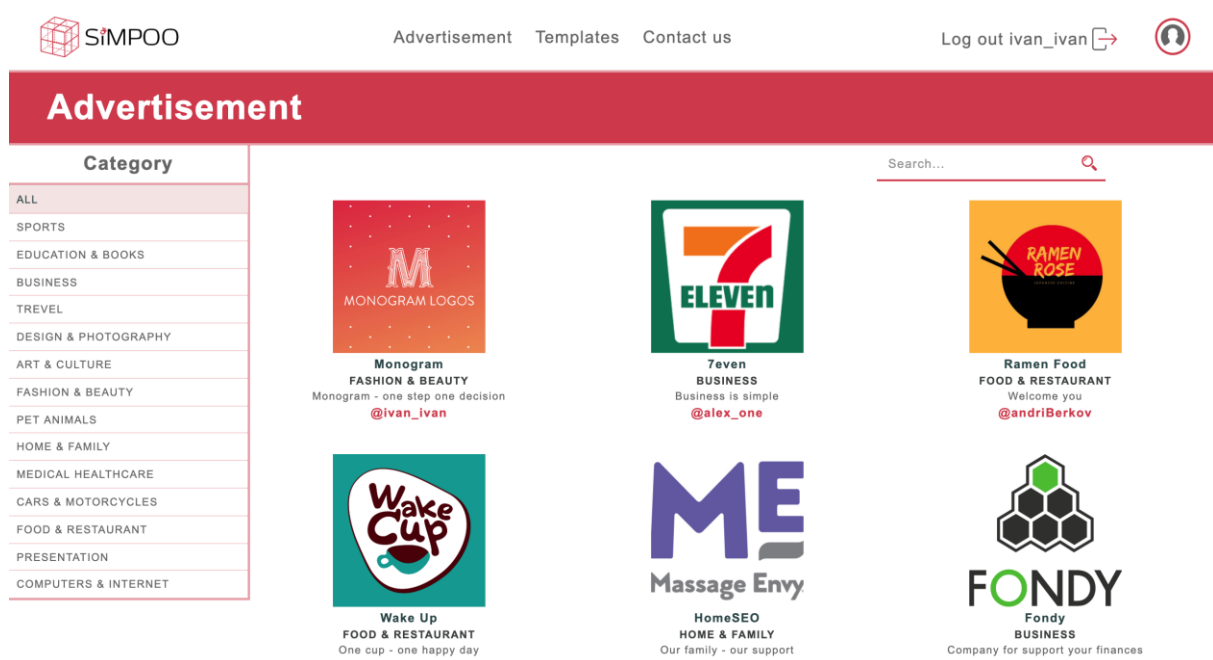 SiMPOO
Advertisement Templates Contact us
Log out ivan_ivan
Advertisement
Category
Search...
ALL
SPORTS
EDUCATION & BOOKS
BUSINESS
TREVEL
DESIGN & PHOTOGRAPHY
ART & CULTURE
FASHION & BEAUTY
PET ANIMALS
HOME & FAMILY
MEDICAL HEALTHCARE
CARS & MOTORCYCLES
FOOD & RESTAURANT
PRESENTATION
COMPUTERS & INTERNET
M
MONOGRAM LOGOS
Monogram
FASHION & BEAUTY
Monogram - one step one decision
@ivan_ivan
7
ELEVEn
7even
BUSINESS
Business is simple
@alex_one
RAMEN
ROSE
Ramen Food
FOOD & RESTAURANT
Welcome you
@andriBerkov
Wake
Cup
Wake Up
FOOD & RESTAURANT
One cup - one happy day
ME
Massage Envy
HomeSEO
HOME & FAMILY
Our family - our support
FONDY
Fondy
BUSINESS
Company for support your finances